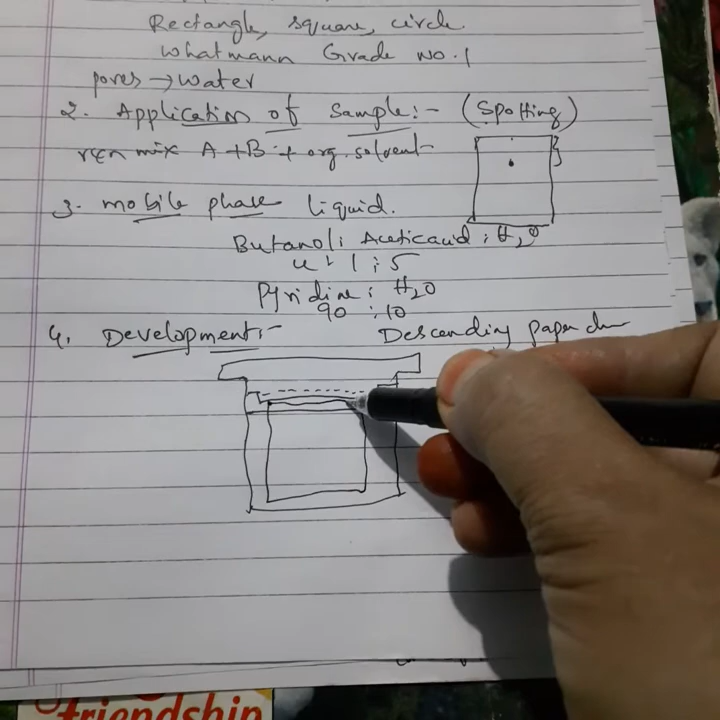 Rectangle, square, circle.
Whatmann Grade no. 1
pores → water
2. Application of Sample:- (Spotting)
rxn mix A+B + org. solvent
3. mobile phase liquid.
Butanol : Acetic acid : H2O
4 : 1 : 5
Pyridine : H2O
90 : 10
4. Development:- Descending paper
friendship